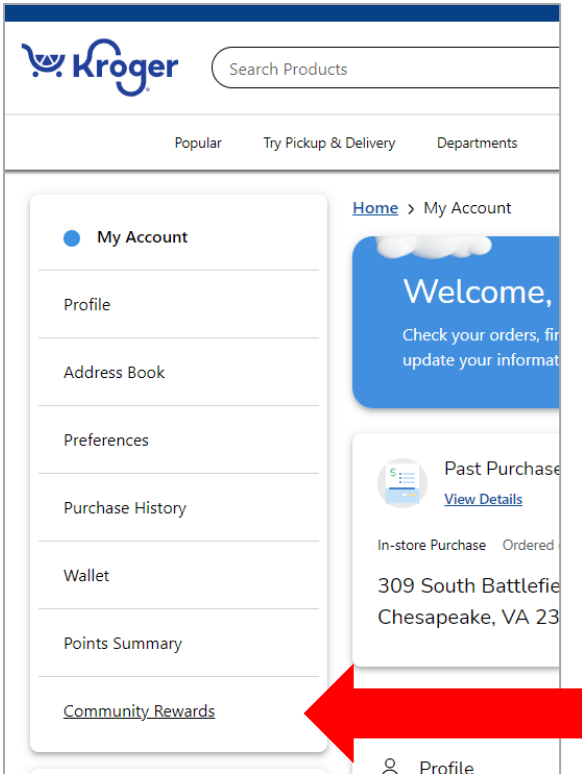 Kroger
Search Products
Popular Try Pickup & Delivery Departments
My Account
Profile
Address Book
Preferences
Purchase History
Wallet
Points Summary
Community Rewards
Home > My Account
Welcome,
Check your orders, fin
update your informat
Past Purchase
View Details
In-store Purchase Ordered
309 South Battlefie
Chesapeake, VA 23
Profile